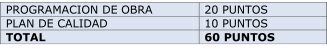 PROGRAMACION DE OBRA 20 PUNTOS
PLAN DE CALIDAD 10 PUNTOS
TOTAL 60 PUNTOS